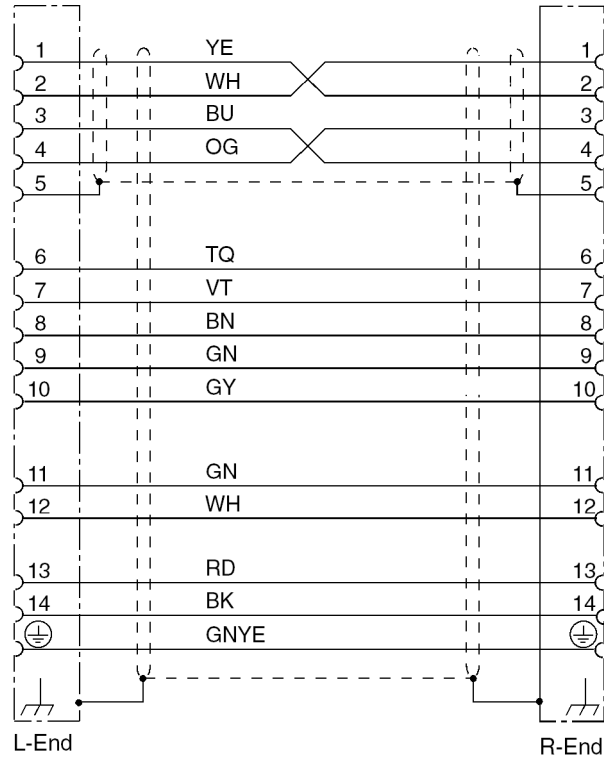 1 YE 1
2 WH 2
3 BU 3
4 OG 4
5 5
6 TQ 6
7 VT 7
8 BN 8
9 GN 9
10 GY 10
11 GN 11
12 WH 12
13 RD 13
14 BK 14
GNYE
L-End R-End